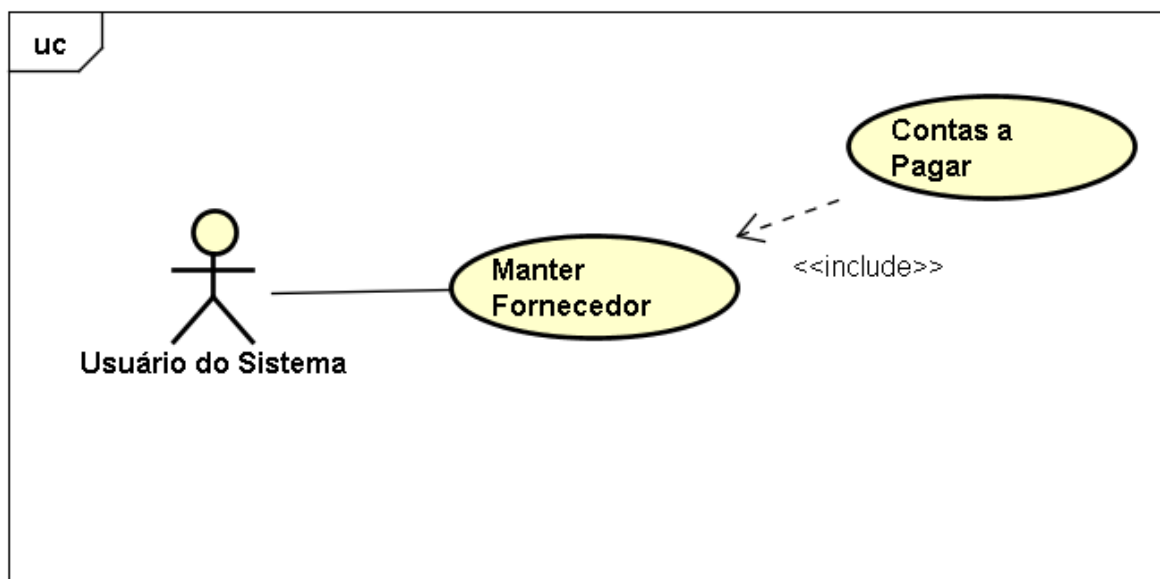 uc
Contas a
Pagar
<<include>>
Manter
Fornecedor
Usuário do Sistema